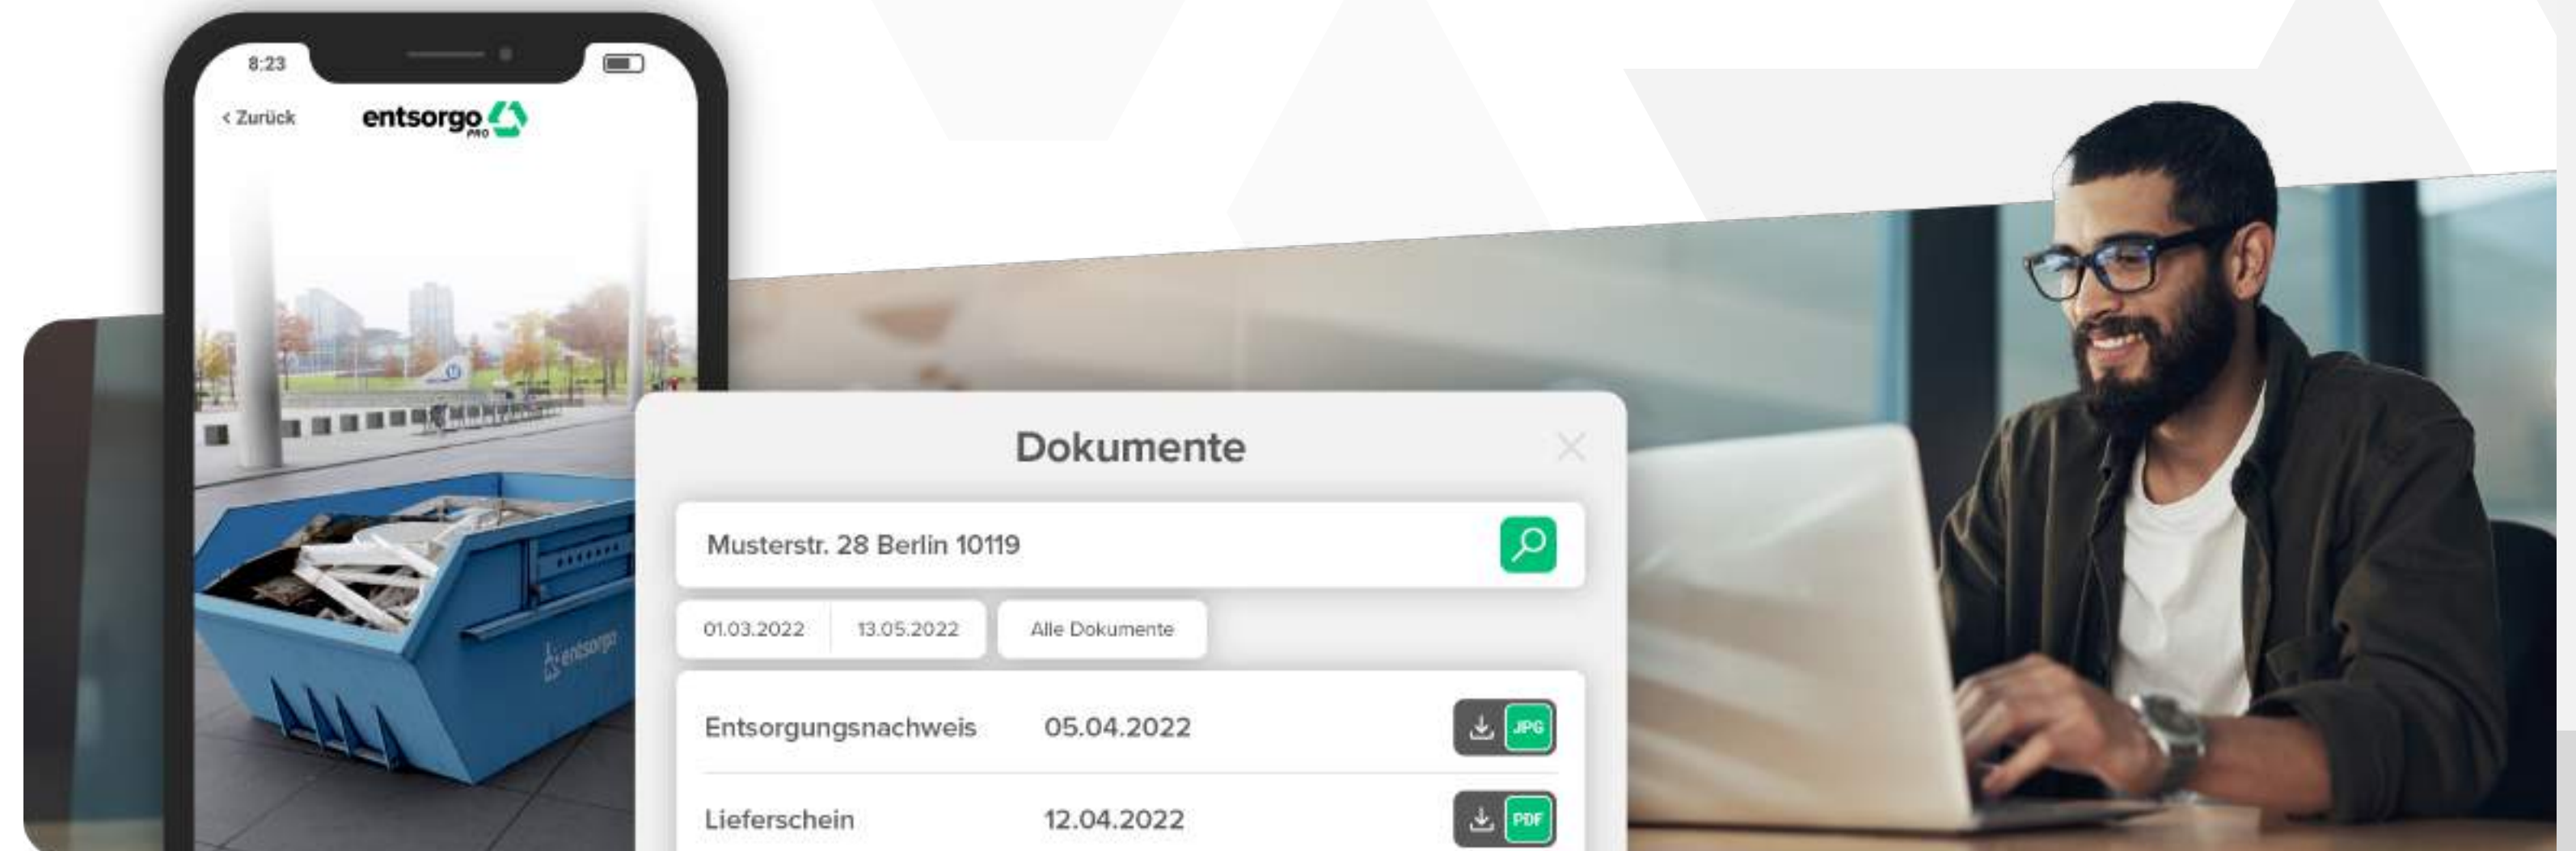 8:23
< Zurück
entsorgo
PRO
Dokumente
Musterstr. 28 Berlin 10119
01.03.2022 13.05.2022 Alle Dokumente
entsorgo
Entsorgungsnachweis 05.04.2022 JPG
Lieferschein 12.04.2022 PDF